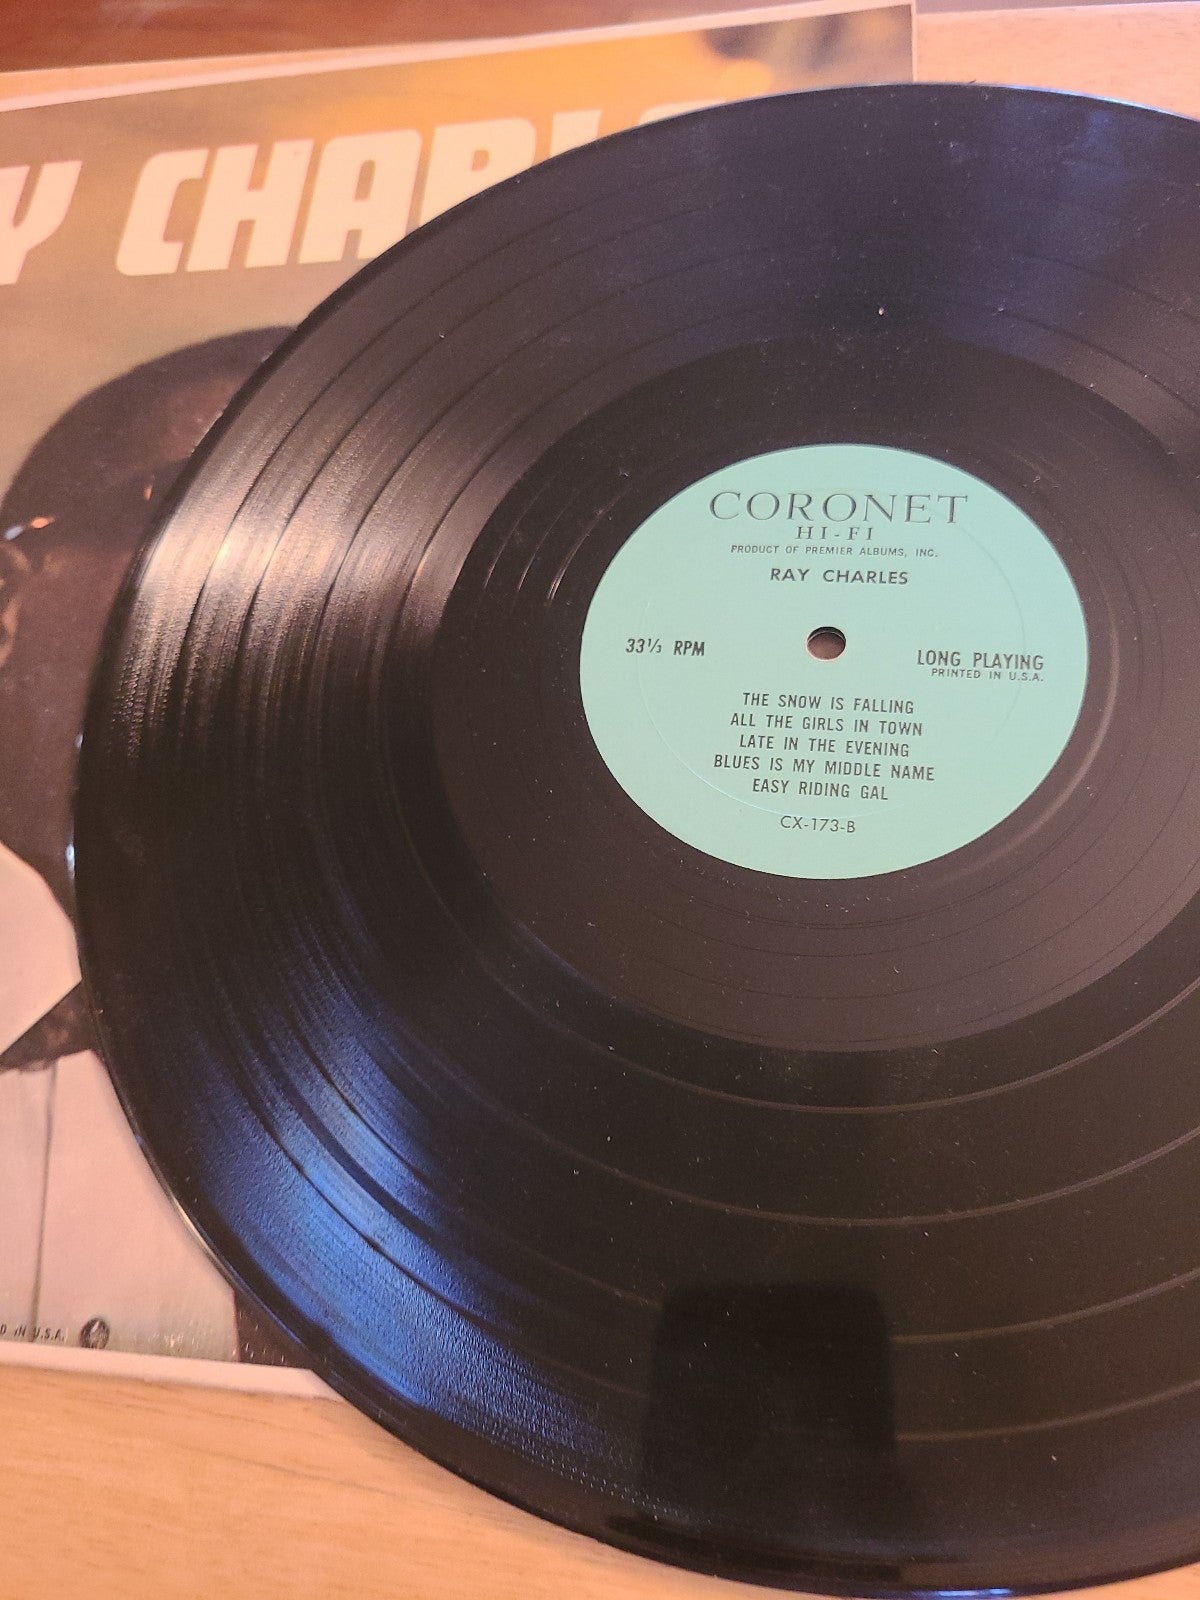 Y CHARL
CORONET
HI-FI
PRODUCT OF PREMIER ALBUMS, INC.
RAY CHARLES
33⅓ RPM
LONG PLAYING
PRINTED IN U.S.A.
THE SNOW IS FALLING
ALL THE GIRLS IN TOWN
LATE IN THE EVENING
BLUES IS MY MIDDLE NAME
EASY RIDING GAL
CX-173-B
D IN U.S.A.